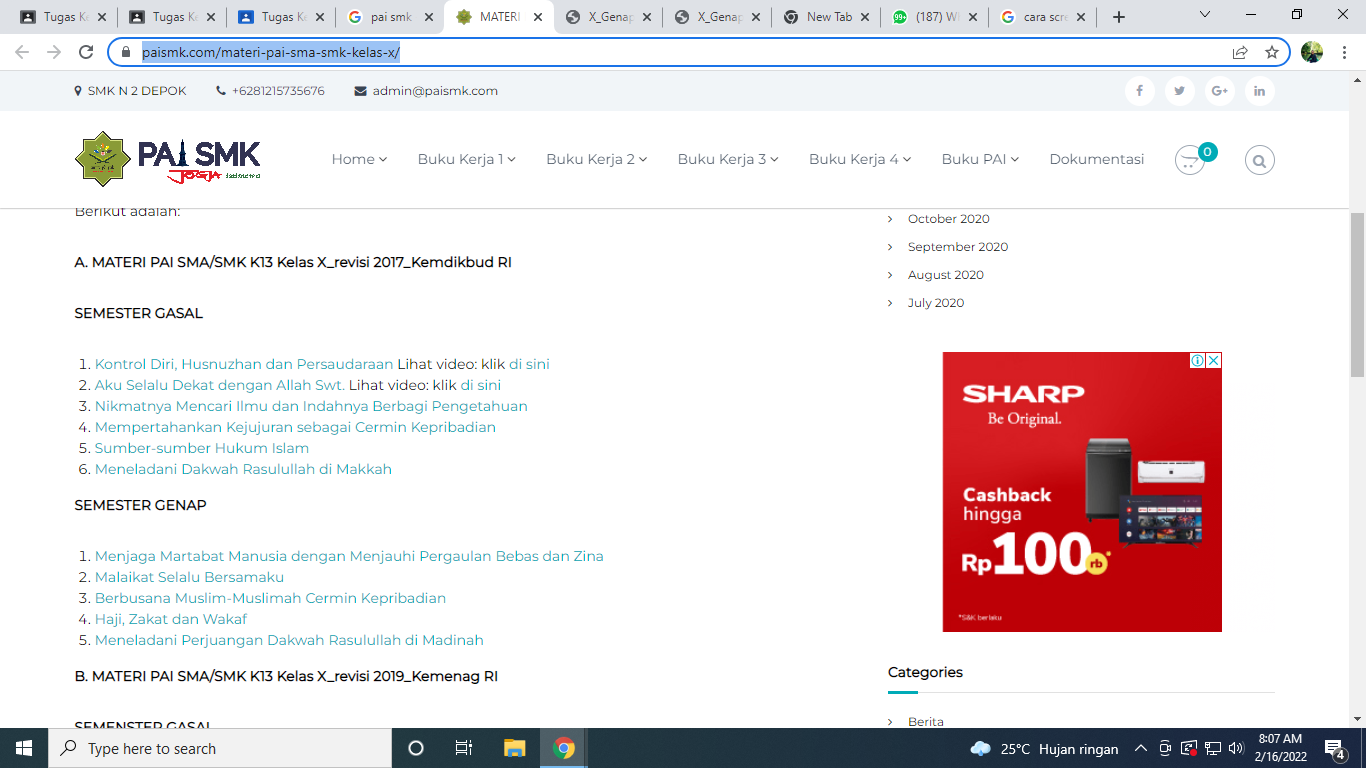 Tugas Ke
Tugas Ke
Tugas Ke
pai smk
MATERI
X_Genap
X_Genap
New Tab
(187) W
cara scre
paismk.com/materi-pai-sma-smk-kelas-x/
SMK N 2 DEPOK
+6281215735676
admin@paismk.com
PAI SMK
JOGJA
Home
Buku Kerja 1
Buku Kerja 2
Buku Kerja 3
Buku Kerja 4
Buku PAI
Dokumentasi
0
Berikut adalah:
A. MATERI PAI SMA/SMK K13 Kelas X_revisi 2017_Kemdikbud RI
SEMESTER GASAL
1. Kontrol Diri, Husnuzhan dan Persaudaraan Lihat video: klik di sini
2. Aku Selalu Dekat dengan Allah Swt. Lihat video: klik di sini
3. Nikmatnya Mencari Ilmu dan Indahnya Berbagi Pengetahuan
4. Mempertahankan Kejujuran sebagai Cermin Kepribadian
5. Sumber-sumber Hukum Islam
6. Meneladani Dakwah Rasulullah di Makkah
SEMESTER GENAP
1. Menjaga Martabat Manusia dengan Menjauhi Pergaulan Bebas dan Zina
2. Malaikat Selalu Bersamaku
3. Berbusana Muslim-Muslimah Cermin Kepribadian
4. Haji, Zakat dan Wakaf
5. Meneladani Perjuangan Dakwah Rasulullah di Madinah
B. MATERI PAI SMA/SMK K13 Kelas X_revisi 2019_Kemenag RI
SEMENSTER GASAL
October 2020
September 2020
August 2020
July 2020
SHARP
Be Original.
Cashback
hingga
Rp100rb*
*S&K berlaku
Categories
Berita
Type here to search
25°C Hujan ringan
8:07 AM
2/16/2022
4